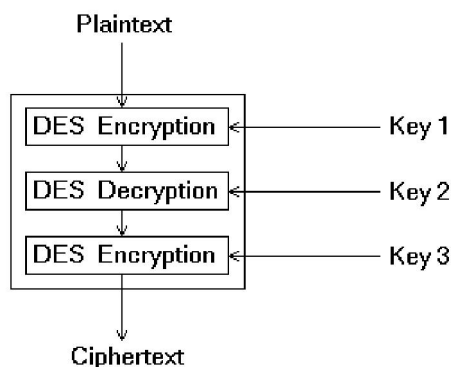 Plaintext
DES Encryption
Key 1
DES Decryption
Key 2
DES Encryption
Key 3
Ciphertext